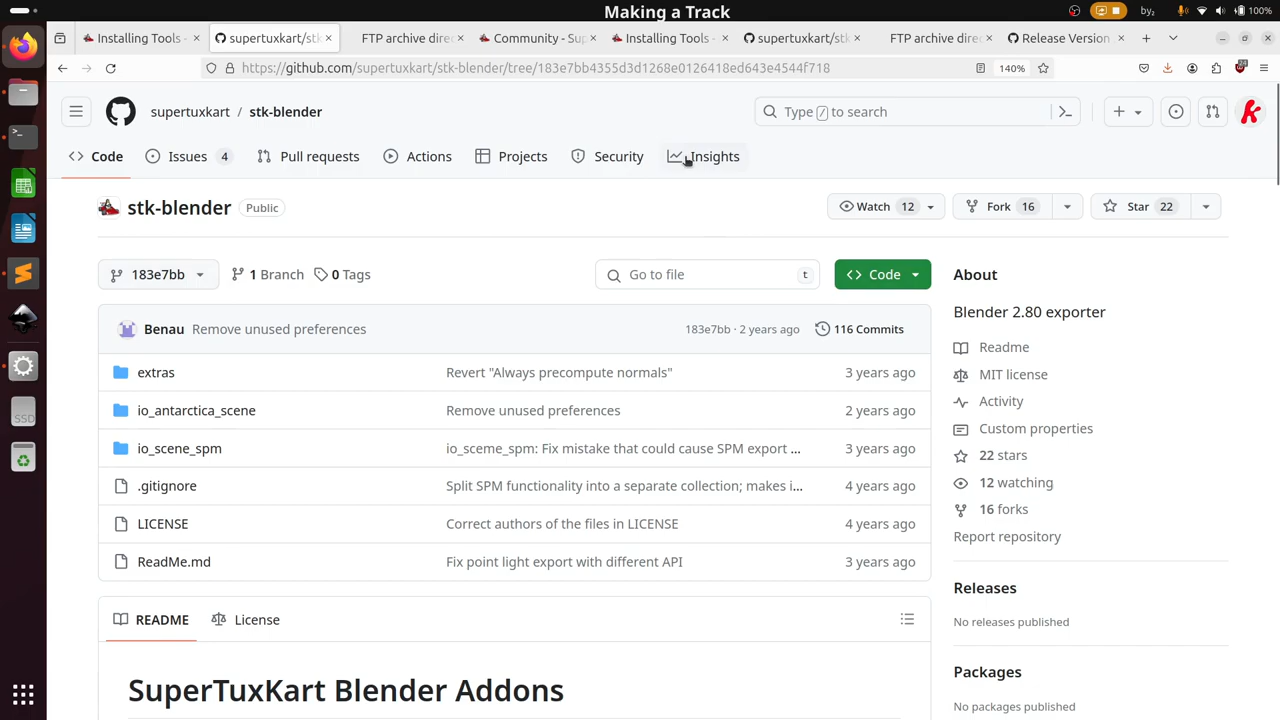 Making a Track
by₂ 100%
Installing Tools - supertuxkart/stk FTP archive dire Community - Sup Installing Tools - supertuxkart/stk FTP archive dire Release Version
https://github.com/supertuxkart/stk-blender/tree/183e7bb4355d3d1268e0126418ed643e4544f718 140%
supertuxkart / stk-blender Type / to search
Code Issues 4 Pull requests Actions Projects Security Insights
stk-blender Public Watch 12 Fork 16 Star 22
183e7bb 1 Branch 0 Tags Go to file t Code
About
Blender 2.80 exporter
Benau Remove unused preferences 183e7bb · 2 years ago 116 Commits
extras Revert "Always precompute normals" 3 years ago
io_antarctica_scene Remove unused preferences 2 years ago
io_scene_spm io_sceme_spm: Fix mistake that could cause SPM export ... 3 years ago
.gitignore Split SPM functionality into a separate collection; makes i... 4 years ago
LICENSE Correct authors of the files in LICENSE 4 years ago
ReadMe.md Fix point light export with different API 3 years ago
Readme
MIT license
Activity
Custom properties
22 stars
12 watching
16 forks
Report repository
Releases
No releases published
Packages
No packages published
README License
SuperTuxKart Blender Addons
SSD